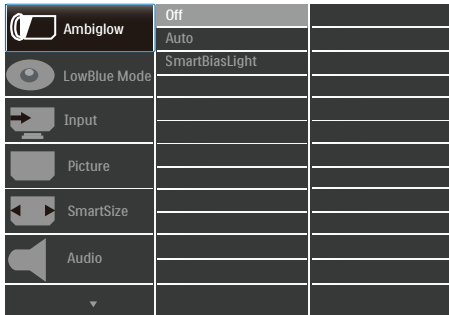 Ambiglow
Off
Auto
SmartBiasLight
LowBlue Mode
Input
Picture
SmartSize
Audio